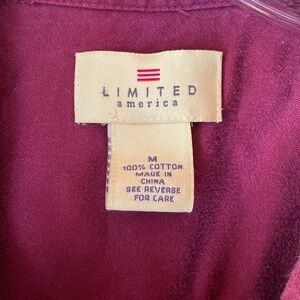 LIMITED
america
M
100% COTTON
MADE IN
CHINA
SEE REVERSE
FOR CARE